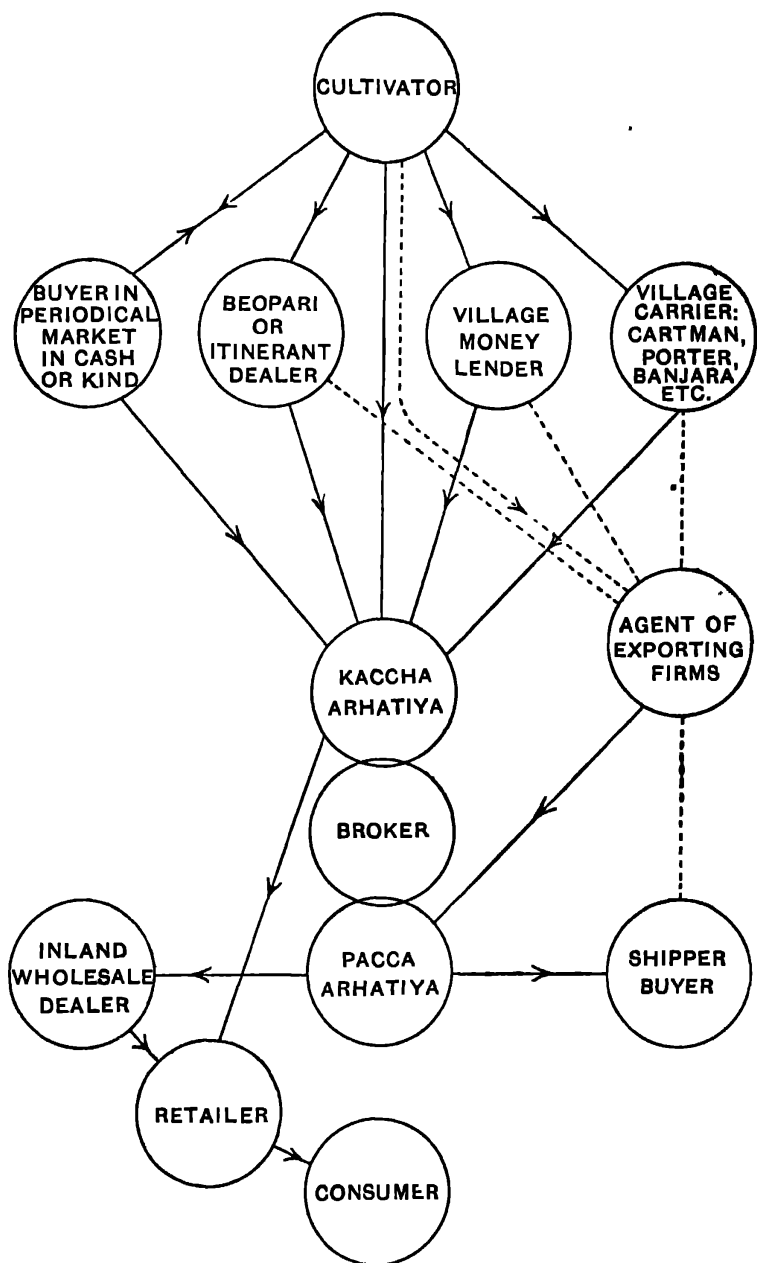 CULTIVATOR
BUYER IN
PERIODICAL
MARKET
IN CASH
OR KIND
BEOPARI
OR
ITINERANT
DEALER
VILLAGE
MONEY
LENDER
VILLAGE
CARRIER:
CARTMAN,
PORTER,
BANJARA
ETC.
AGENT OF
EXPORTING
FIRMS
KACCHA
ARHATIYA
BROKER
PACCA
ARHATIYA
INLAND
WHOLESALE
DEALER
SHIPPER
BUYER
RETAILER
CONSUMER